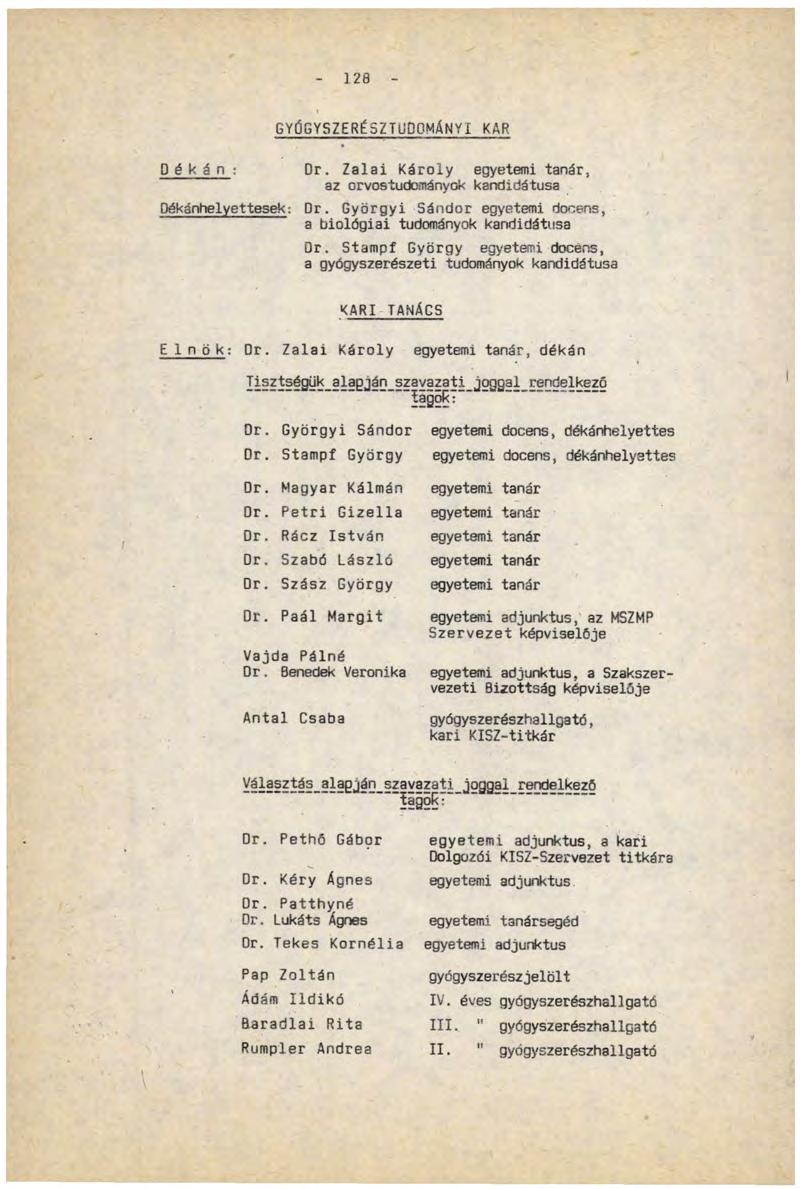 - 128 -
GYÓGYSZERÉSZTUDOMÁNYI KAR
Dékán: Dr. Zalai Károly egyetemi tanár,
az orvostudományok kandidátusa
Dékánhelyettesek: Dr. Györgyi Sándor egyetemi docens,
a biológiai tudományok kandidátusa
Dr. Stampf György egyetemi docens,
a gyógyszerészeti tudományok kandidátusa
KARI TANÁCS
Elnök: Dr. Zalai Károly egyetemi tanár, dékán
Tisztségük alapján szavazati joggal rendelkező
tagok:
Dr. Györgyi Sándor egyetemi docens, dékánhelyettes
Dr. Stampf György egyetemi docens, dékánhelyettes
Dr. Magyar Kálmán egyetemi tanár
Dr. Petri Gizella egyetemi tanár
Dr. Rácz István egyetemi tanár
Dr. Szabó László egyetemi tanár
Dr. Szász György egyetemi tanár
Dr. Paál Margit egyetemi adjunktus, az MSZMP
Szervezet képviselője
Vajda Pálné
Dr. Benedek Veronika egyetemi adjunktus, a Szakszer-
vezeti Bizottság képviselője
Antal Csaba gyógyszerészhallgató,
kari KISZ-titkár
Választás alapján szavazati joggal rendelkező
tagok:
Dr. Pethő Gábor egyetemi adjunktus, a kari
Dolgozói KISZ-Szervezet titkára
Dr. Kéry Ágnes egyetemi adjunktus
Dr. Patthyné
Dr. Lukáts Ágnes egyetemi tanársegéd
Dr. Tekes Kornélia egyetemi adjunktus
Pap Zoltán gyógyszerészjelölt
Ádám Ildikó IV. éves gyógyszerészhallgató
Baradlai Rita III. " gyógyszerészhallgató
Rumpler Andrea II. " gyógyszerészhallgató